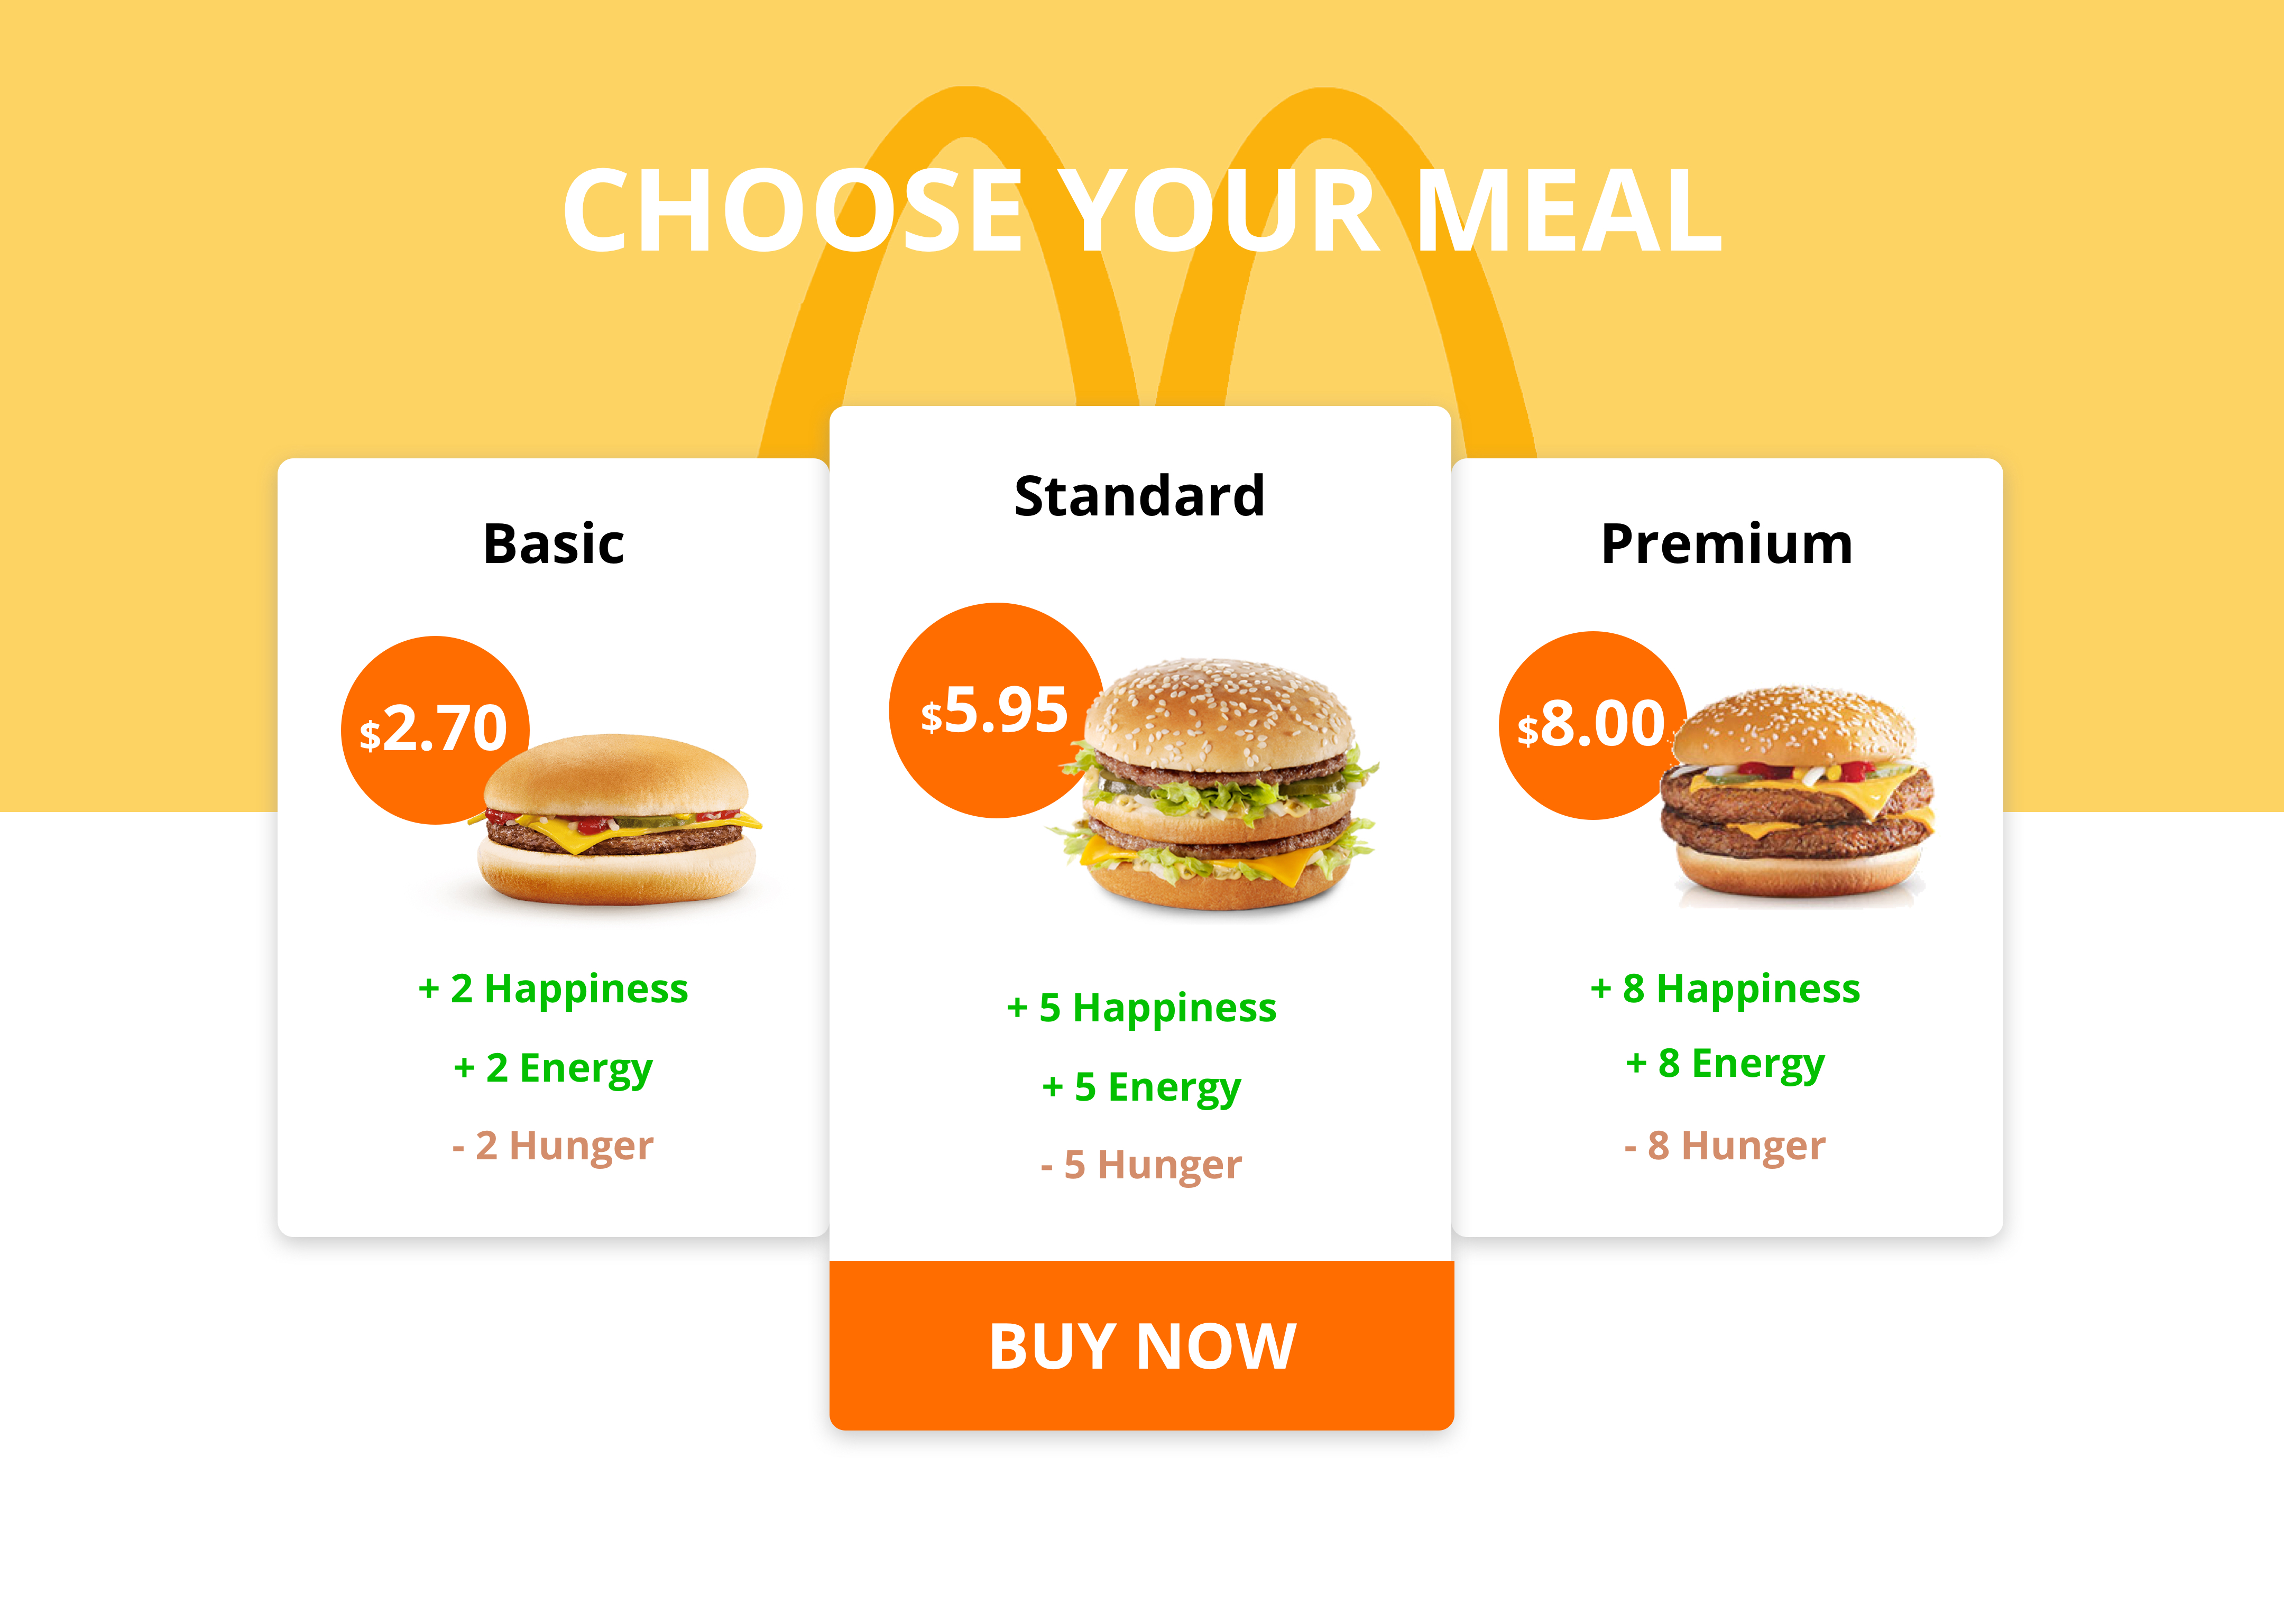 CHOOSE YOUR MEAL
Basic
$2.70
+ 2 Happiness
+ 2 Energy
- 2 Hunger
Standard
$5.95
+ 5 Happiness
+ 5 Energy
- 5 Hunger
BUY NOW
Premium
$8.00
+ 8 Happiness
+ 8 Energy
- 8 Hunger